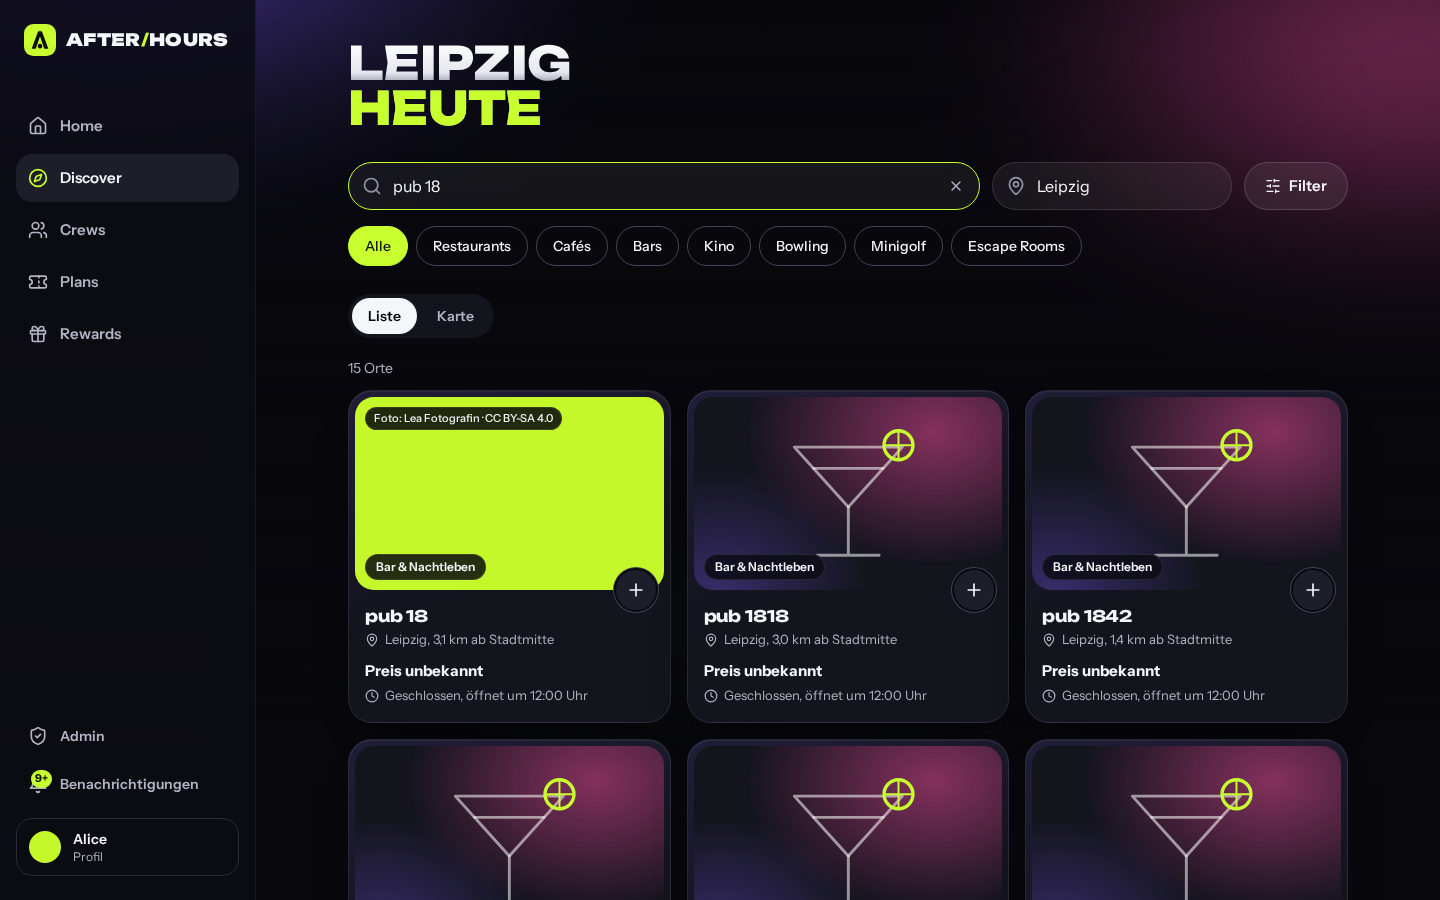 AFTER/HOURS
Home
Discover
Crews
Plans
Rewards
Admin
9+
Benachrichtigungen
Alice
Profil
LEIPZIG
HEUTE
pub 18
Leipzig
Filter
Alle
Restaurants
Cafés
Bars
Kino
Bowling
Minigolf
Escape Rooms
Liste
Karte
15 Orte
Foto: Lea Fotografin · CC BY-SA 4.0
Bar & Nachtleben
pub 18
Leipzig, 3,1 km ab Stadtmitte
Preis unbekannt
Geschlossen, öffnet um 12:00 Uhr
Bar & Nachtleben
pub 1818
Leipzig, 3,0 km ab Stadtmitte
Preis unbekannt
Geschlossen, öffnet um 12:00 Uhr
Bar & Nachtleben
pub 1842
Leipzig, 1,4 km ab Stadtmitte
Preis unbekannt
Geschlossen, öffnet um 12:00 Uhr